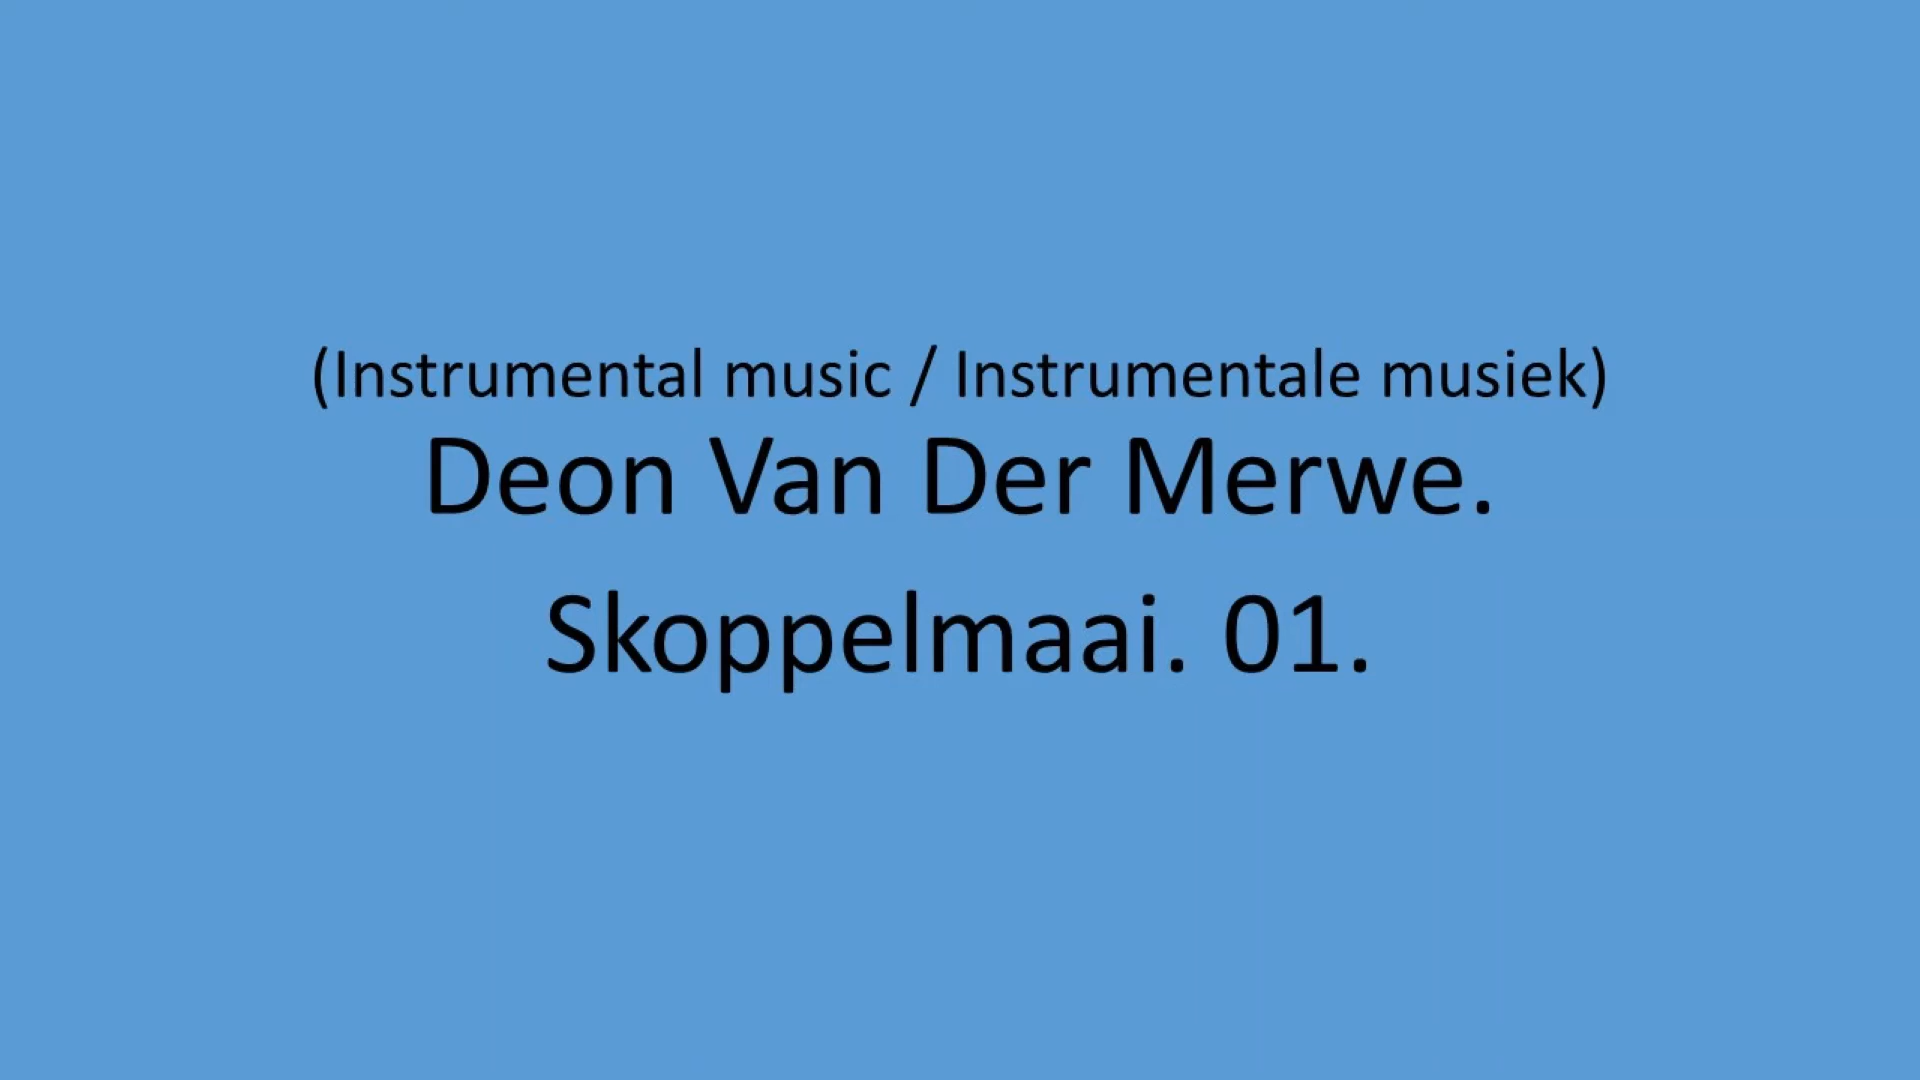 (Instrumental music / Instrumentale musiek)
Deon Van Der Merwe.
Skoppelmaai. 01.